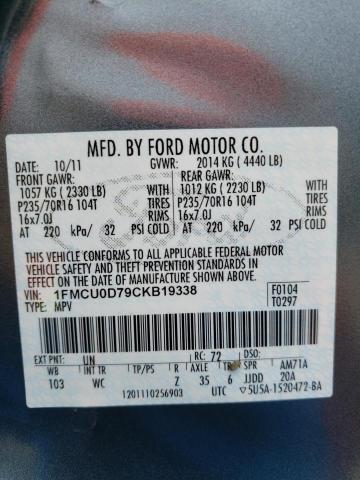 MFD. BY FORD MOTOR CO.
DATE: 10/11 GVWR: 2014 KG (4440 LB)
FRONT GAWR: REAR GAWR:
1057 KG (2330 LB) 1012 KG (2230 LB)
P235/70R16 104T TIRES P235/70R16 104T
16x7.0J RIMS 16x7.0J
AT 220 kPa/ 32 PSI COLD AT 220 kPa/ 32 PSI COLD
THIS VEHICLE CONFORMS TO ALL APPLICABLE FEDERAL MOTOR
VEHICLE SAFETY AND THEFT PREVENTION STANDARDS IN
EFFECT ON THE DATE OF MANUFACTURE SHOWN ABOVE.
VIN: 1FMCU0D79CKB19338 F0104
TYPE: MPV T0297
EXT PNT: UN RC: 72 DSO:
WB INT TR TP/PS R AXLE TR SPR AM71A
103 WC Z 35 6 JJDD 20A
1201110256903 UTC 5U5A-1520472-BA